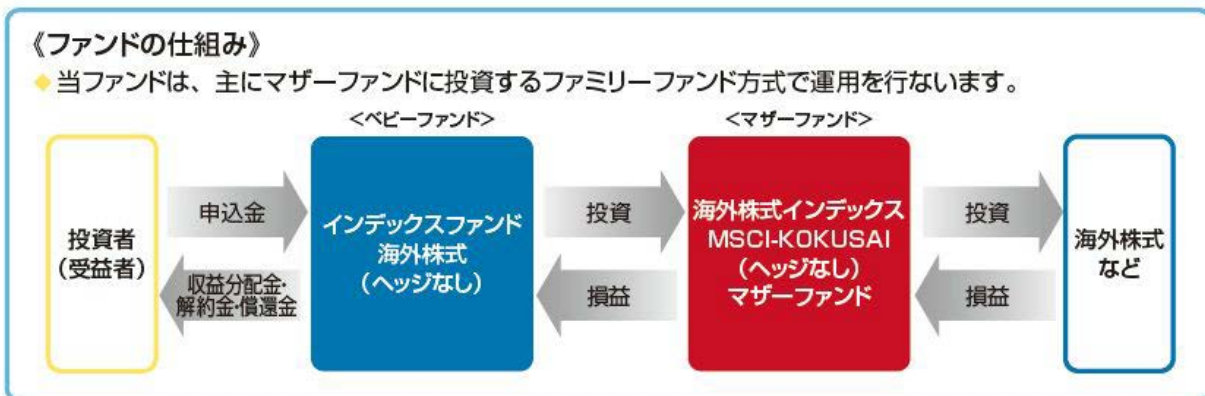 《ファンドの仕組み》
◆当ファンドは、主にマザーファンドに投資するファミリーファンド方式で運用を行ないます。
<ベビーファンド>
<マザーファンド>
投資者
(受益者)
申込金
収益分配金・
解約金・償還金
インデックスファンド
海外株式
(ヘッジなし)
投資
損益
海外株式インデックス
MSCI-KOKUSAI
(ヘッジなし)
マザーファンド
投資
損益
海外株式
など